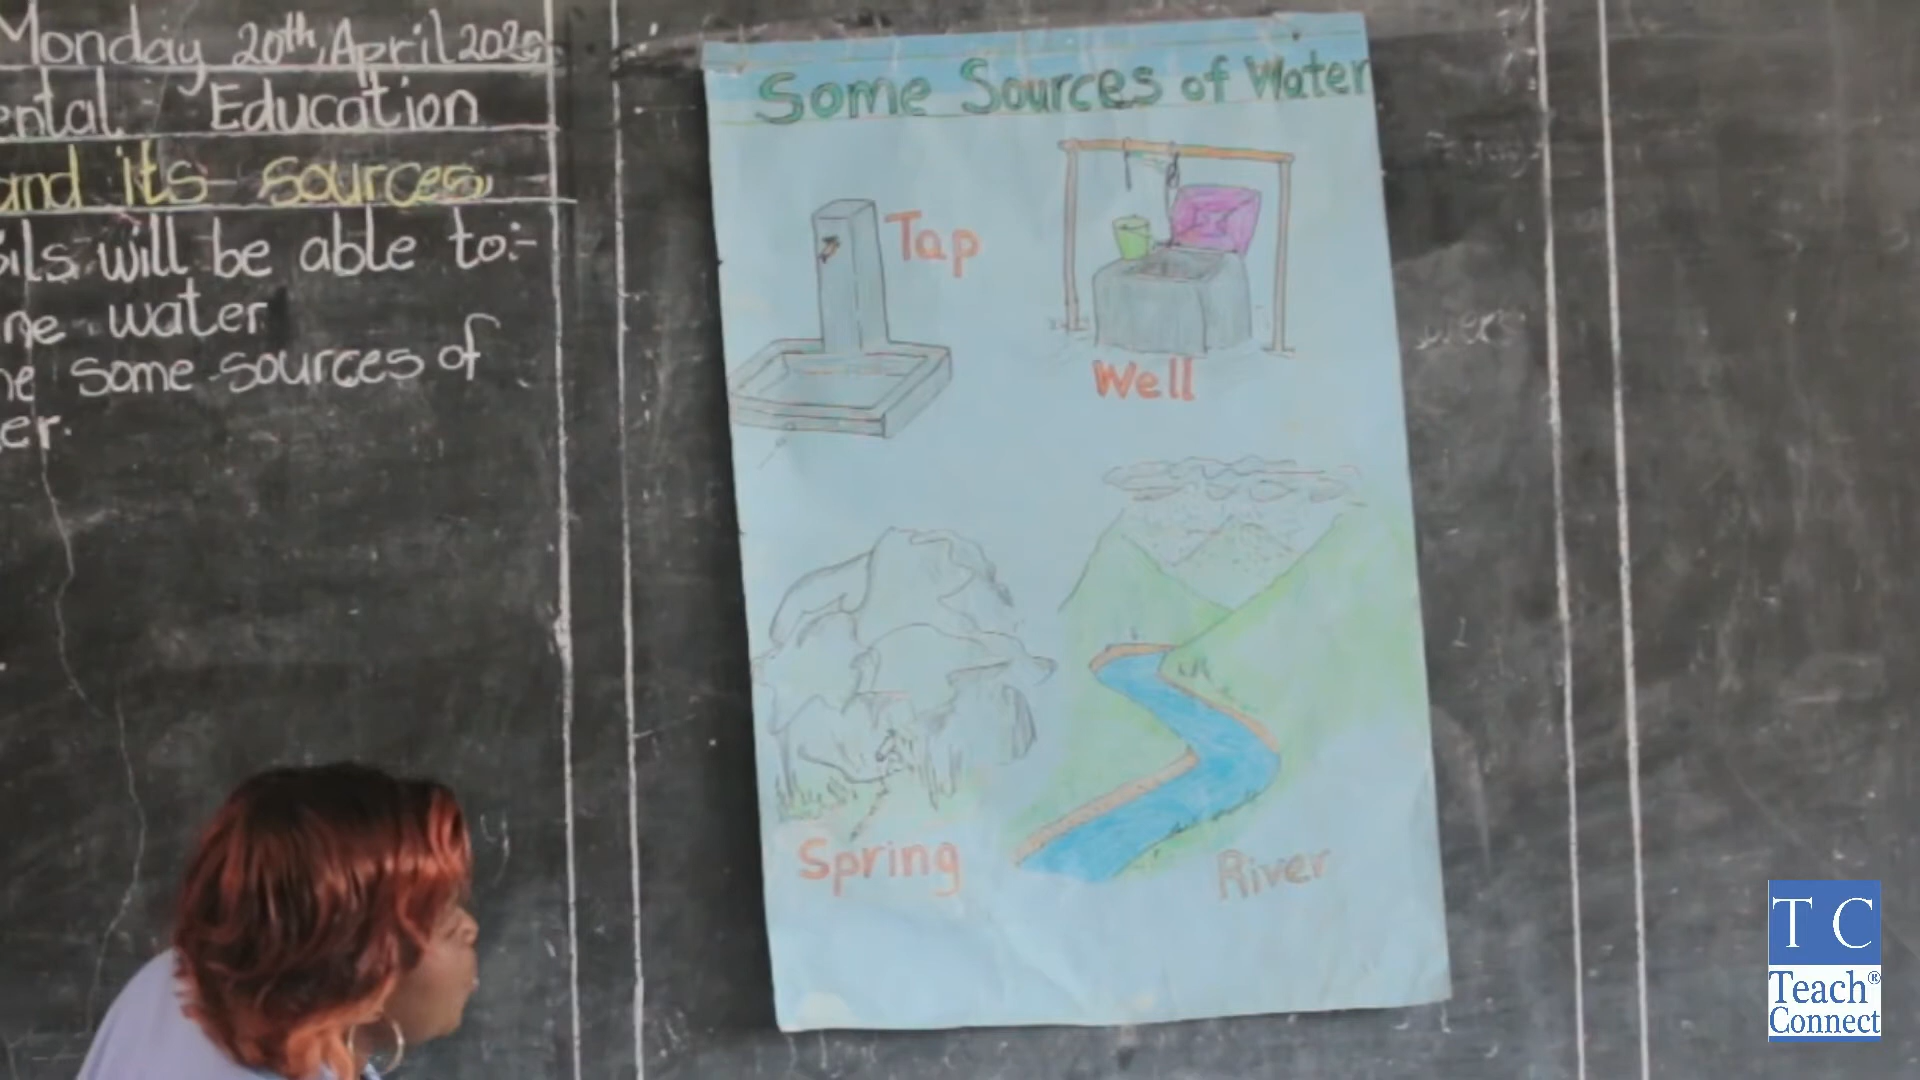 Monday 20th, April 2020
ental Education
and its sources
ils will be able to:-
ne water
ne some sources of
er.
Some Sources of Water
Tap
Well
Spring
River
T C
Teach®
Connect